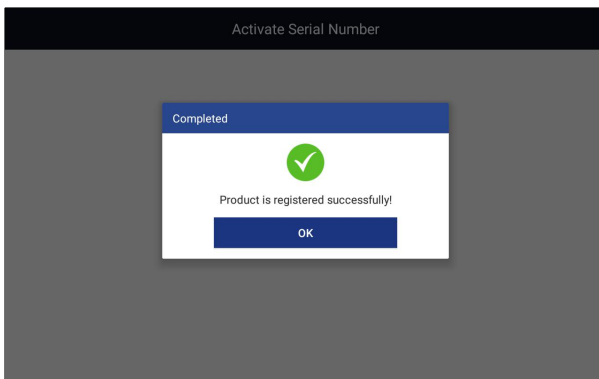 Activate Serial Number
Completed
Product is registered successfully!
OK